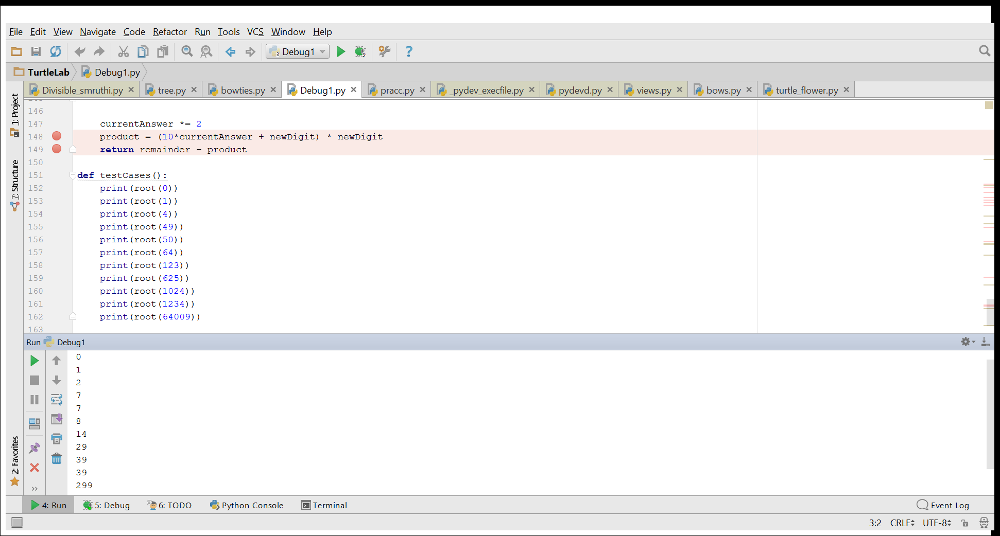 File Edit View Navigate Code Refactor Run Tools VCS Window Help
Debug1
TurtleLab Debug1.py
Divisible_smruthi.py tree.py bowties.py Debug1.py pracc.py _pydev_execfile.py pydevd.py views.py bows.py turtle_flower.py
1: Project
7: Structure
2: Favorites
146
147 currentAnswer *= 2
148 product = (10*currentAnswer + newDigit) * newDigit
149 return remainder - product
150
151 def testCases():
152 print(root(0))
153 print(root(1))
154 print(root(4))
155 print(root(49))
156 print(root(50))
157 print(root(64))
158 print(root(123))
159 print(root(625))
160 print(root(1024))
161 print(root(1234))
162 print(root(64009))
163
Run Debug1
0
1
2
7
7
8
14
29
39
39
299
4: Run 5: Debug 6: TODO Python Console Terminal Event Log
3:2 CRLF UTF-8